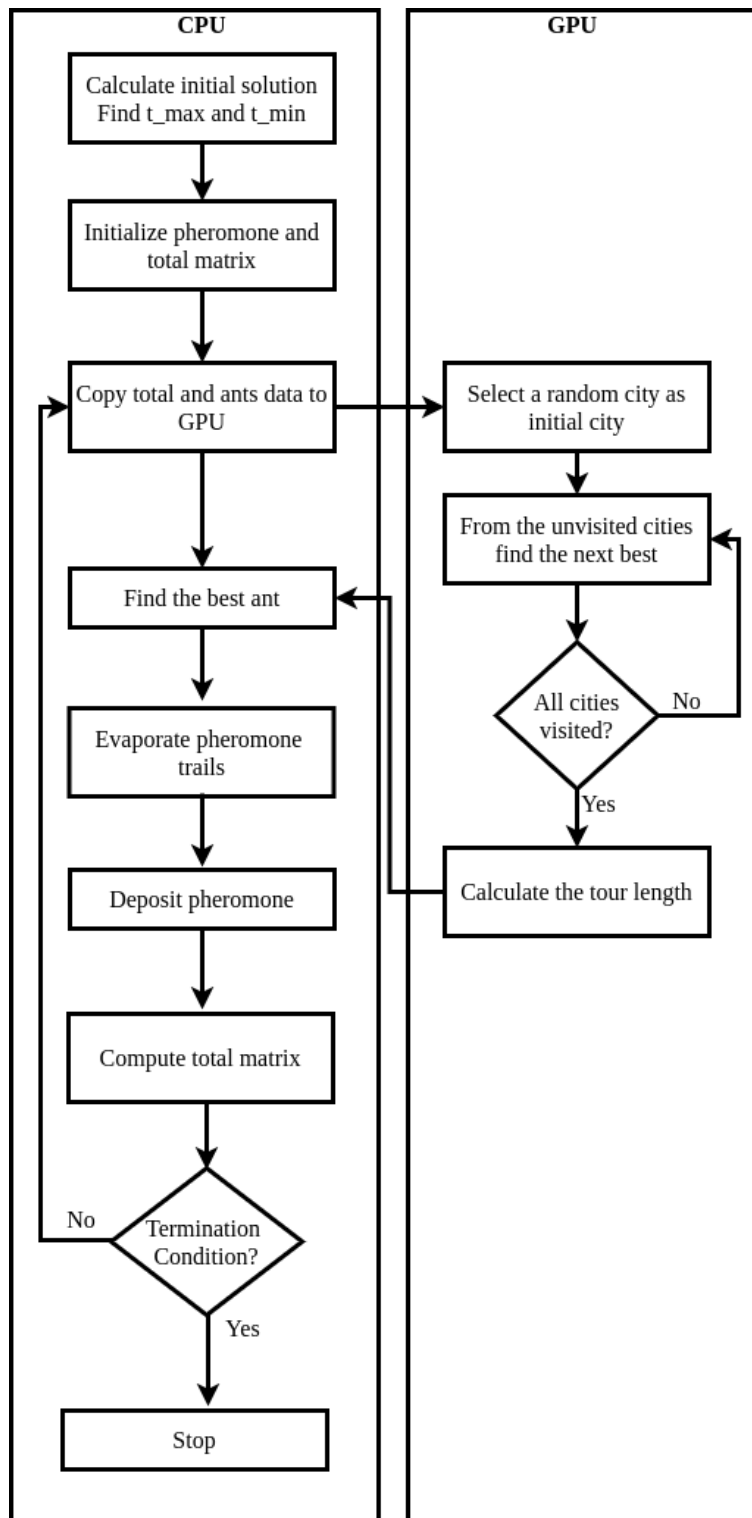 CPU
Calculate initial solution
Find t_max and t_min
Initialize pheromone and
total matrix
Copy total and ants data to
GPU
Find the best ant
Evaporate pheromone
trails
Deposit pheromone
Compute total matrix
No
Termination
Condition?
Yes
Stop
GPU
Select a random city as
initial city
From the unvisited cities
find the next best
All cities
visited?
No
Yes
Calculate the tour length